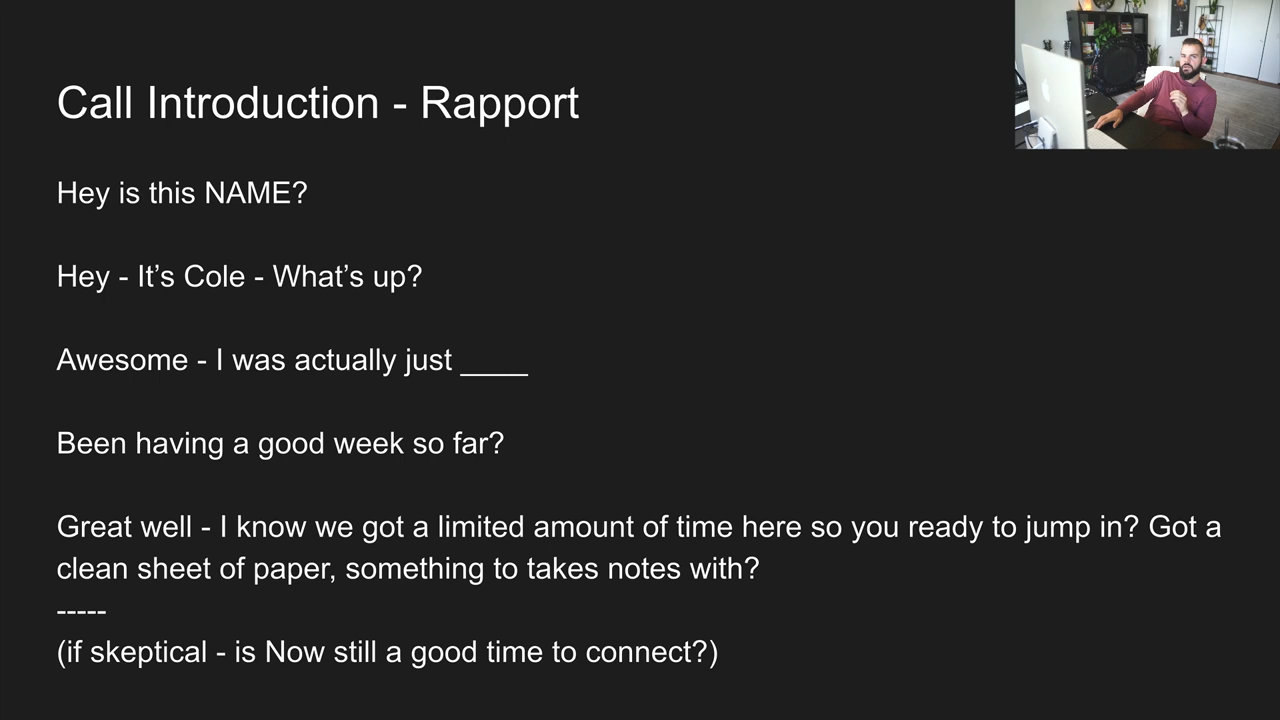 Call Introduction - Rapport
Hey is this NAME?
Hey - It’s Cole - What’s up?
Awesome - I was actually just ____
Been having a good week so far?
Great well - I know we got a limited amount of time here so you ready to jump in? Got a
clean sheet of paper, something to takes notes with?
-----
(if skeptical - is Now still a good time to connect?)